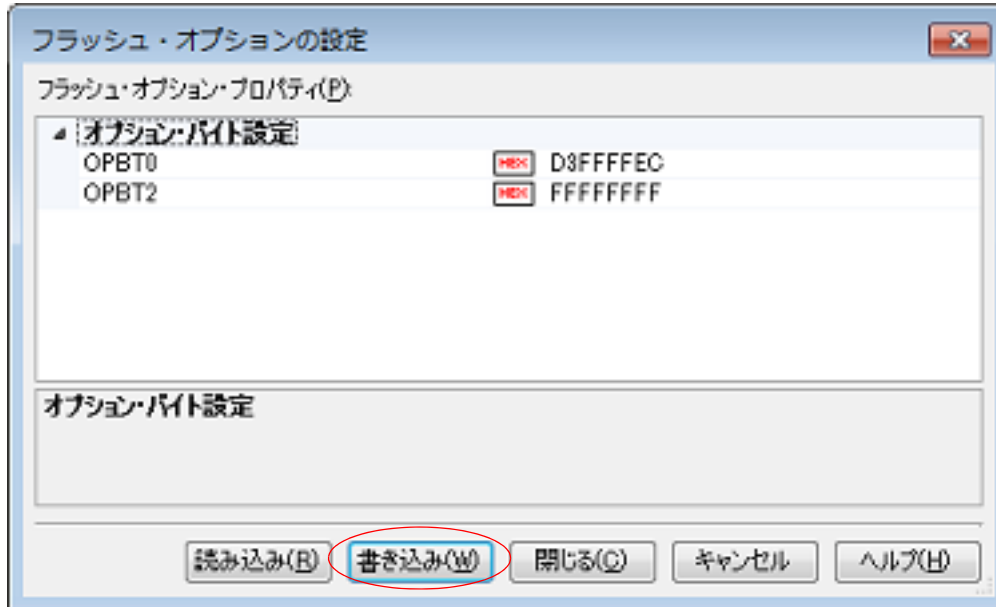 フラッシュ・オプションの設定
フラッシュ・オプション・プロパティ(P):
オプション・バイト設定
OPBT0 HEX D3FFFFEC
OPBT2 HEX FFFFFFFF
オプション・バイト設定
読み込み(R) 書き込み(W) 閉じる(C) キャンセル ヘルプ(H)